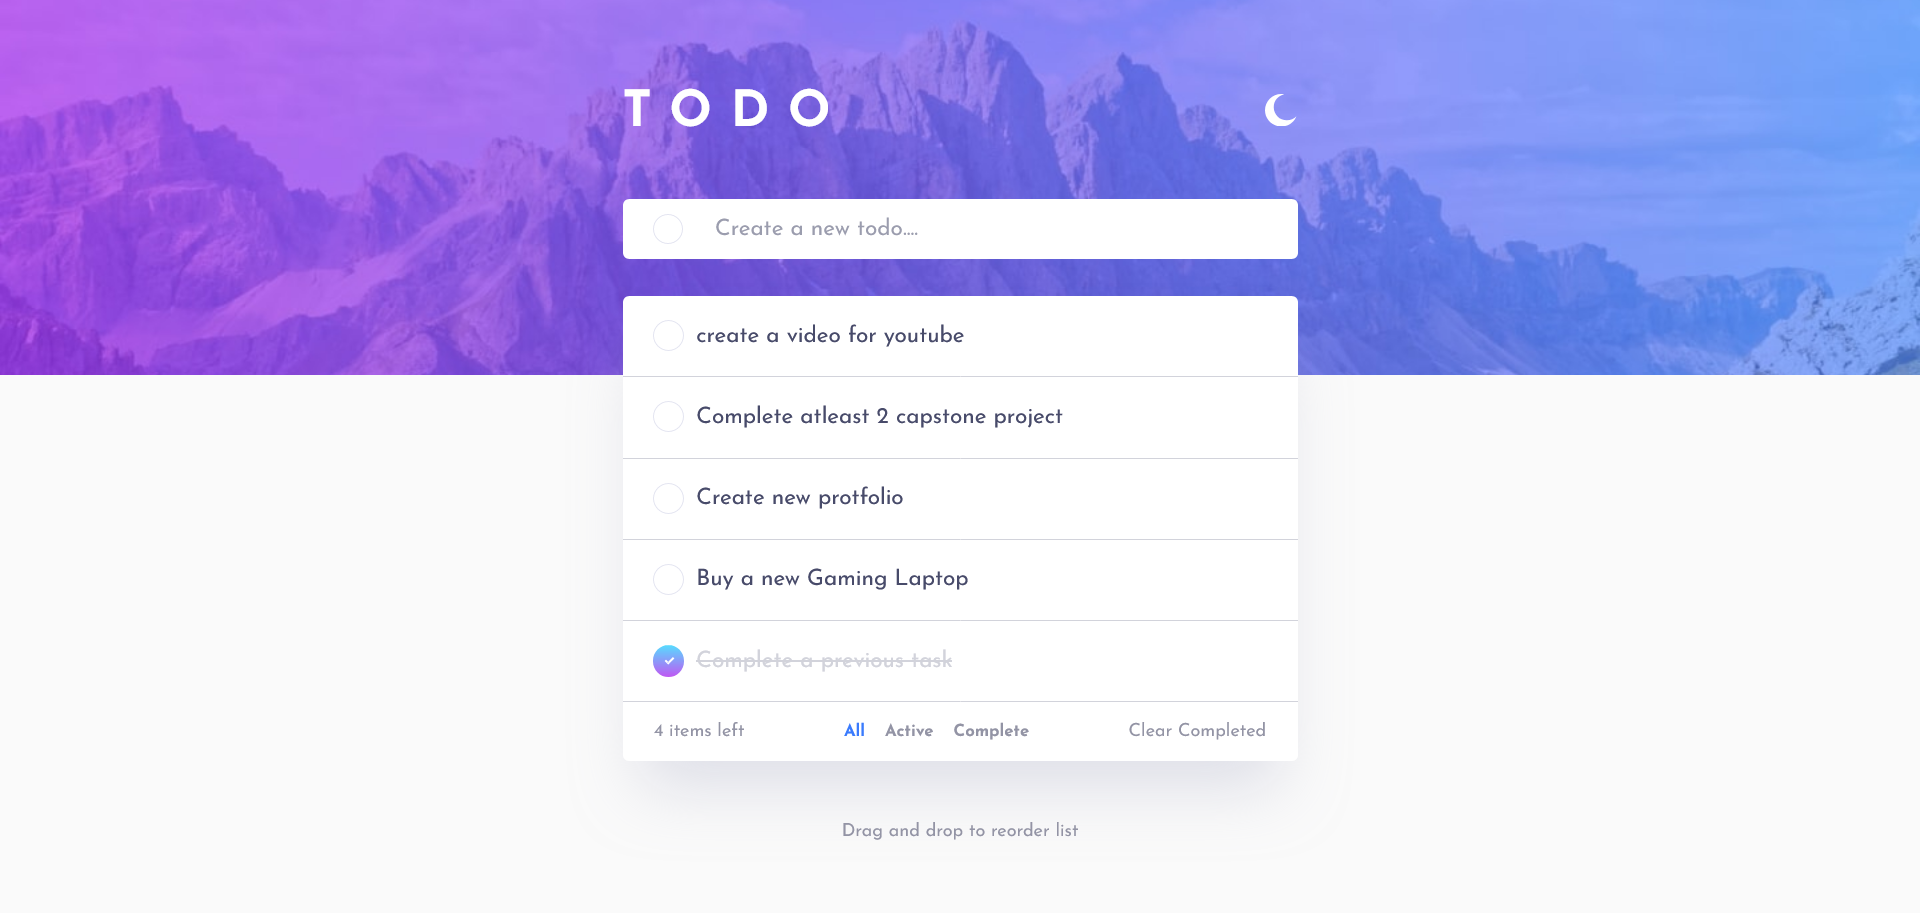 TODO
Create a new todo....
create a video for youtube
Complete atleast 2 capstone project
Create new protfolio
Buy a new Gaming Laptop
Complete a previous task
4 items left All Active Complete Clear Completed
Drag and drop to reorder list